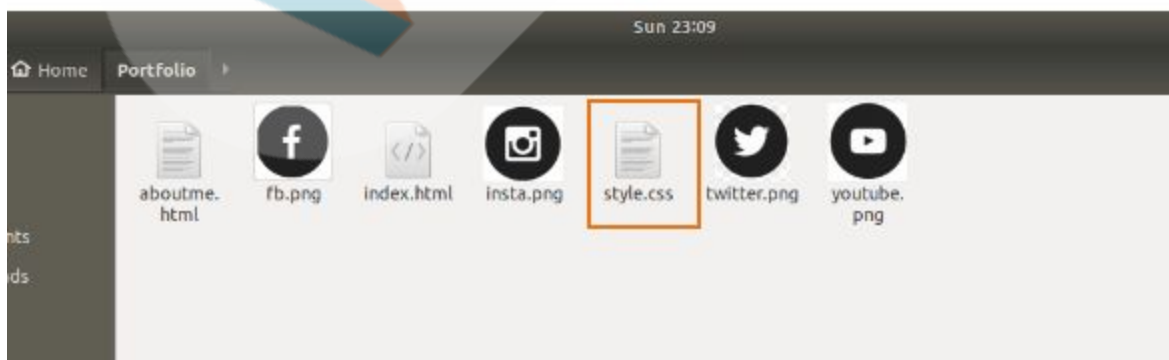 Sun 23:09
Home Portfolio
aboutme.
html
fb.png
index.html
insta.png
style.css
twitter.png
youtube.
png
nts
ds